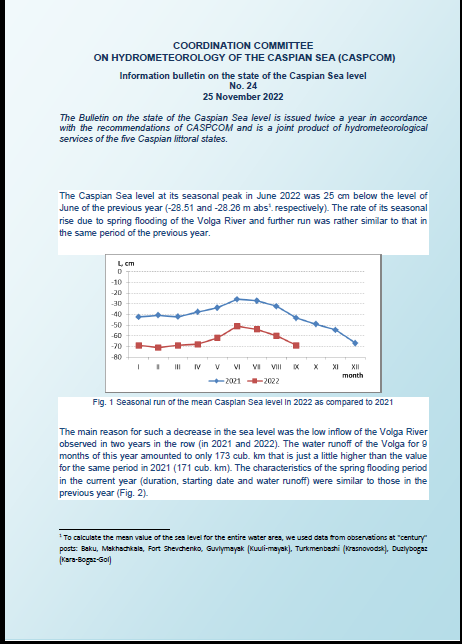 COORDINATION COMMITTEE
ON HYDROMETEOROLOGY OF THE CASPIAN SEA (CASPCOM)
Information bulletin on the state of the Caspian Sea level
No. 24
25 November 2022
The Bulletin on the state of the Caspian Sea level is issued twice a year in accordance
with the recommendations of CASPCOM and is a joint product of hydrometeorological
services of the five Caspian littoral states.
The Caspian Sea level at its seasonal peak in June 2022 was 25 cm below the level of
June of the previous year (-28.51 and -28.26 m abs¹. respectively). The rate of its seasonal
rise due to spring flooding of the Volga River and further run was rather similar to that in
the same period of the previous year.
L, cm
0
-10
-20
-30
-40
-50
-60
-70
-80
I II III IV V VI VII VIII IX X XI XII
month
2021 2022
Fig. 1 Seasonal run of the mean Caspian Sea level in 2022 as compared to 2021
The main reason for such a decrease in the sea level was the low inflow of the Volga River
observed in two years in the row (in 2021 and 2022). The water runoff of the Volga for 9
months of this year amounted to only 173 cub. km that is just a little higher than the value
for the same period in 2021 (171 cub. km). The characteristics of the spring flooding period
in the current year (duration, starting date and water runoff) were similar to those in the
previous year (Fig. 2).
¹ To calculate the mean value of the sea level for the entire water area, we used data from observations at "century"
posts: Baku, Makhachkala, Fort Shevchenko, Guvlymayak (Kuuli-mayak), Turkmenbashi (Krasnovodsk), Duzlybogaz
(Kara-Bogaz-Gol)